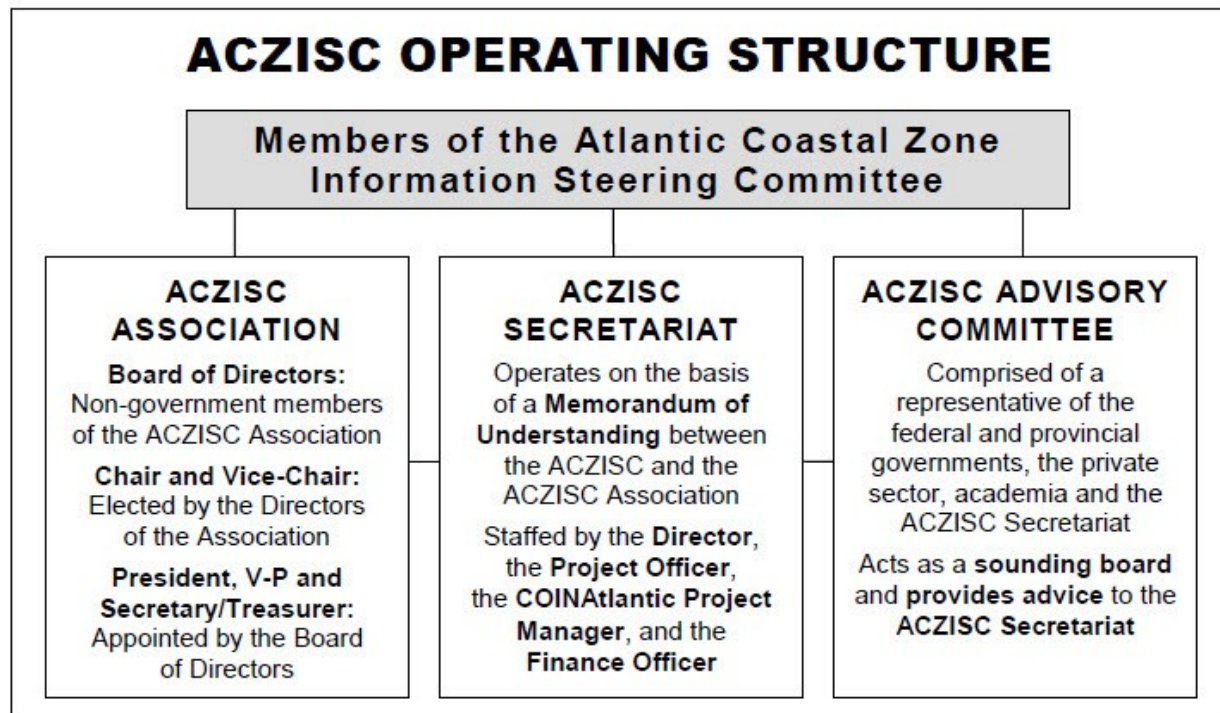 ACZISC OPERATING STRUCTURE
Members of the Atlantic Coastal Zone
Information Steering Committee
ACZISC
ASSOCIATION
Board of Directors:
Non-government members
of the ACZISC Association
Chair and Vice-Chair:
Elected by the Directors
of the Association
President, V-P and
Secretary/Treasurer:
Appointed by the Board
of Directors
ACZISC
SECRETARIAT
Operates on the basis
of a Memorandum of
Understanding between
the ACZISC and the
ACZISC Association
Staffed by the Director,
the Project Officer,
the COINAtlantic Project
Manager, and the
Finance Officer
ACZISC ADVISORY
COMMITTEE
Comprised of a
representative of the
federal and provincial
governments, the private
sector, academia and the
ACZISC Secretariat
Acts as a sounding board
and provides advice to the
ACZISC Secretariat